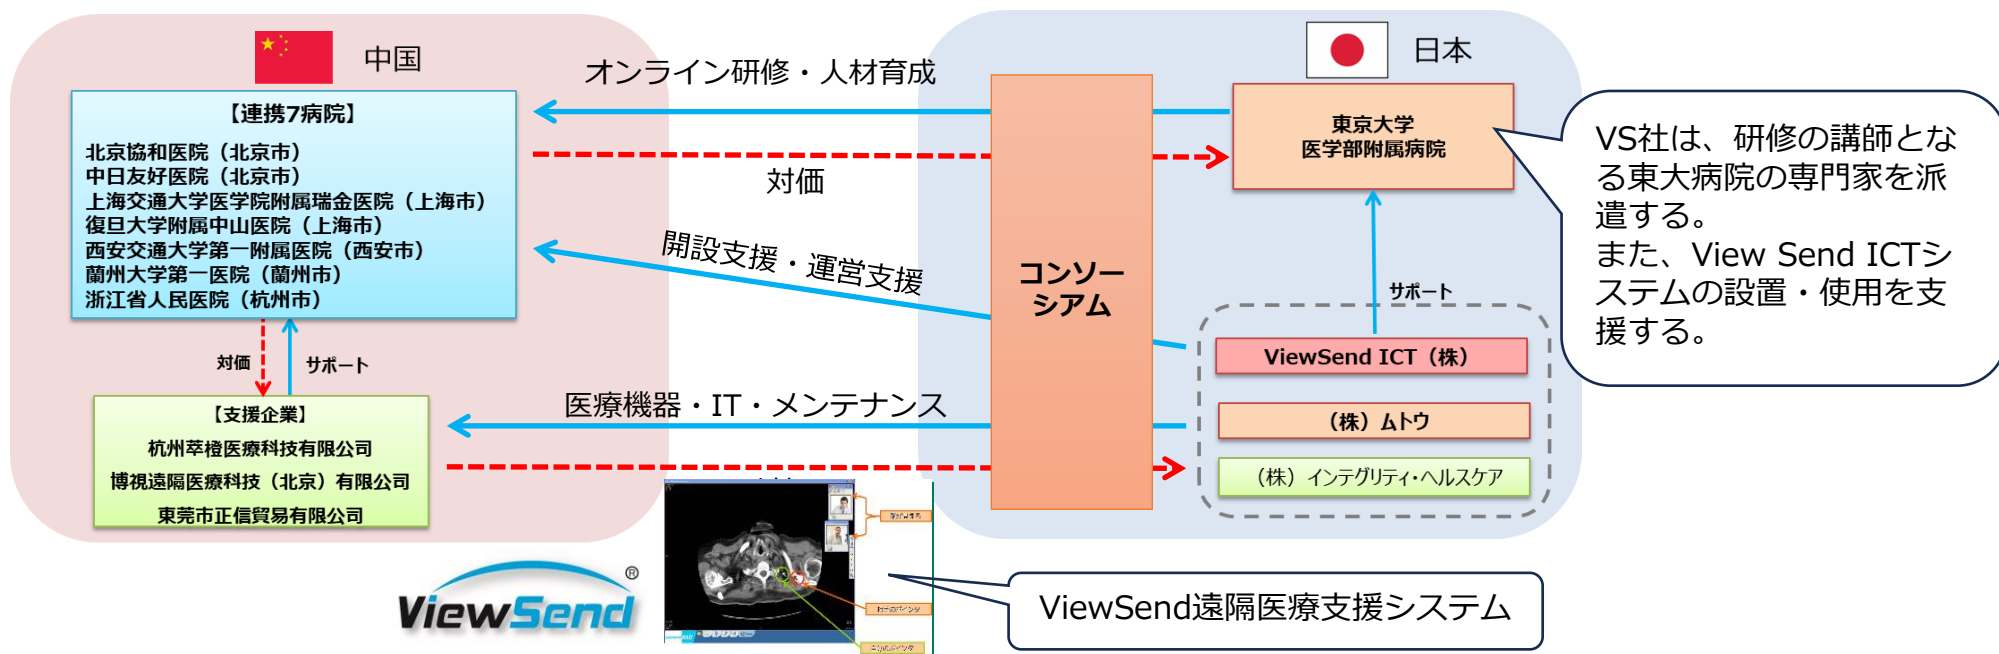 中国
日本
オンライン研修・人材育成
【連携7病院】
北京協和医院（北京市）
中日友好医院（北京市）
上海交通大学医学院附属瑞金医院（上海市）
復旦大学附属中山医院（上海市）
西安交通大学第一附属医院（西安市）
蘭州大学第一医院（蘭州市）
浙江省人民医院（杭州市）
対価
開設支援・運営支援
コンソー
シアム
東京大学
医学部附属病院
VS社は、研修の講師とな
る東大病院の専門家を派
遣する。
また、View Send ICTシ
ステムの設置・使用を支
援する。
サポート
対価
サポート
ViewSend ICT（株）
（株）ムトウ
（株）インテグリティ・ヘルスケア
医療機器・IT・メンテナンス
【支援企業】
杭州萃橙医療科技有限公司
博視遠隔医療科技（北京）有限公司
東莞市正信貿易有限公司
ViewSend®
ViewSend遠隔医療支援システム